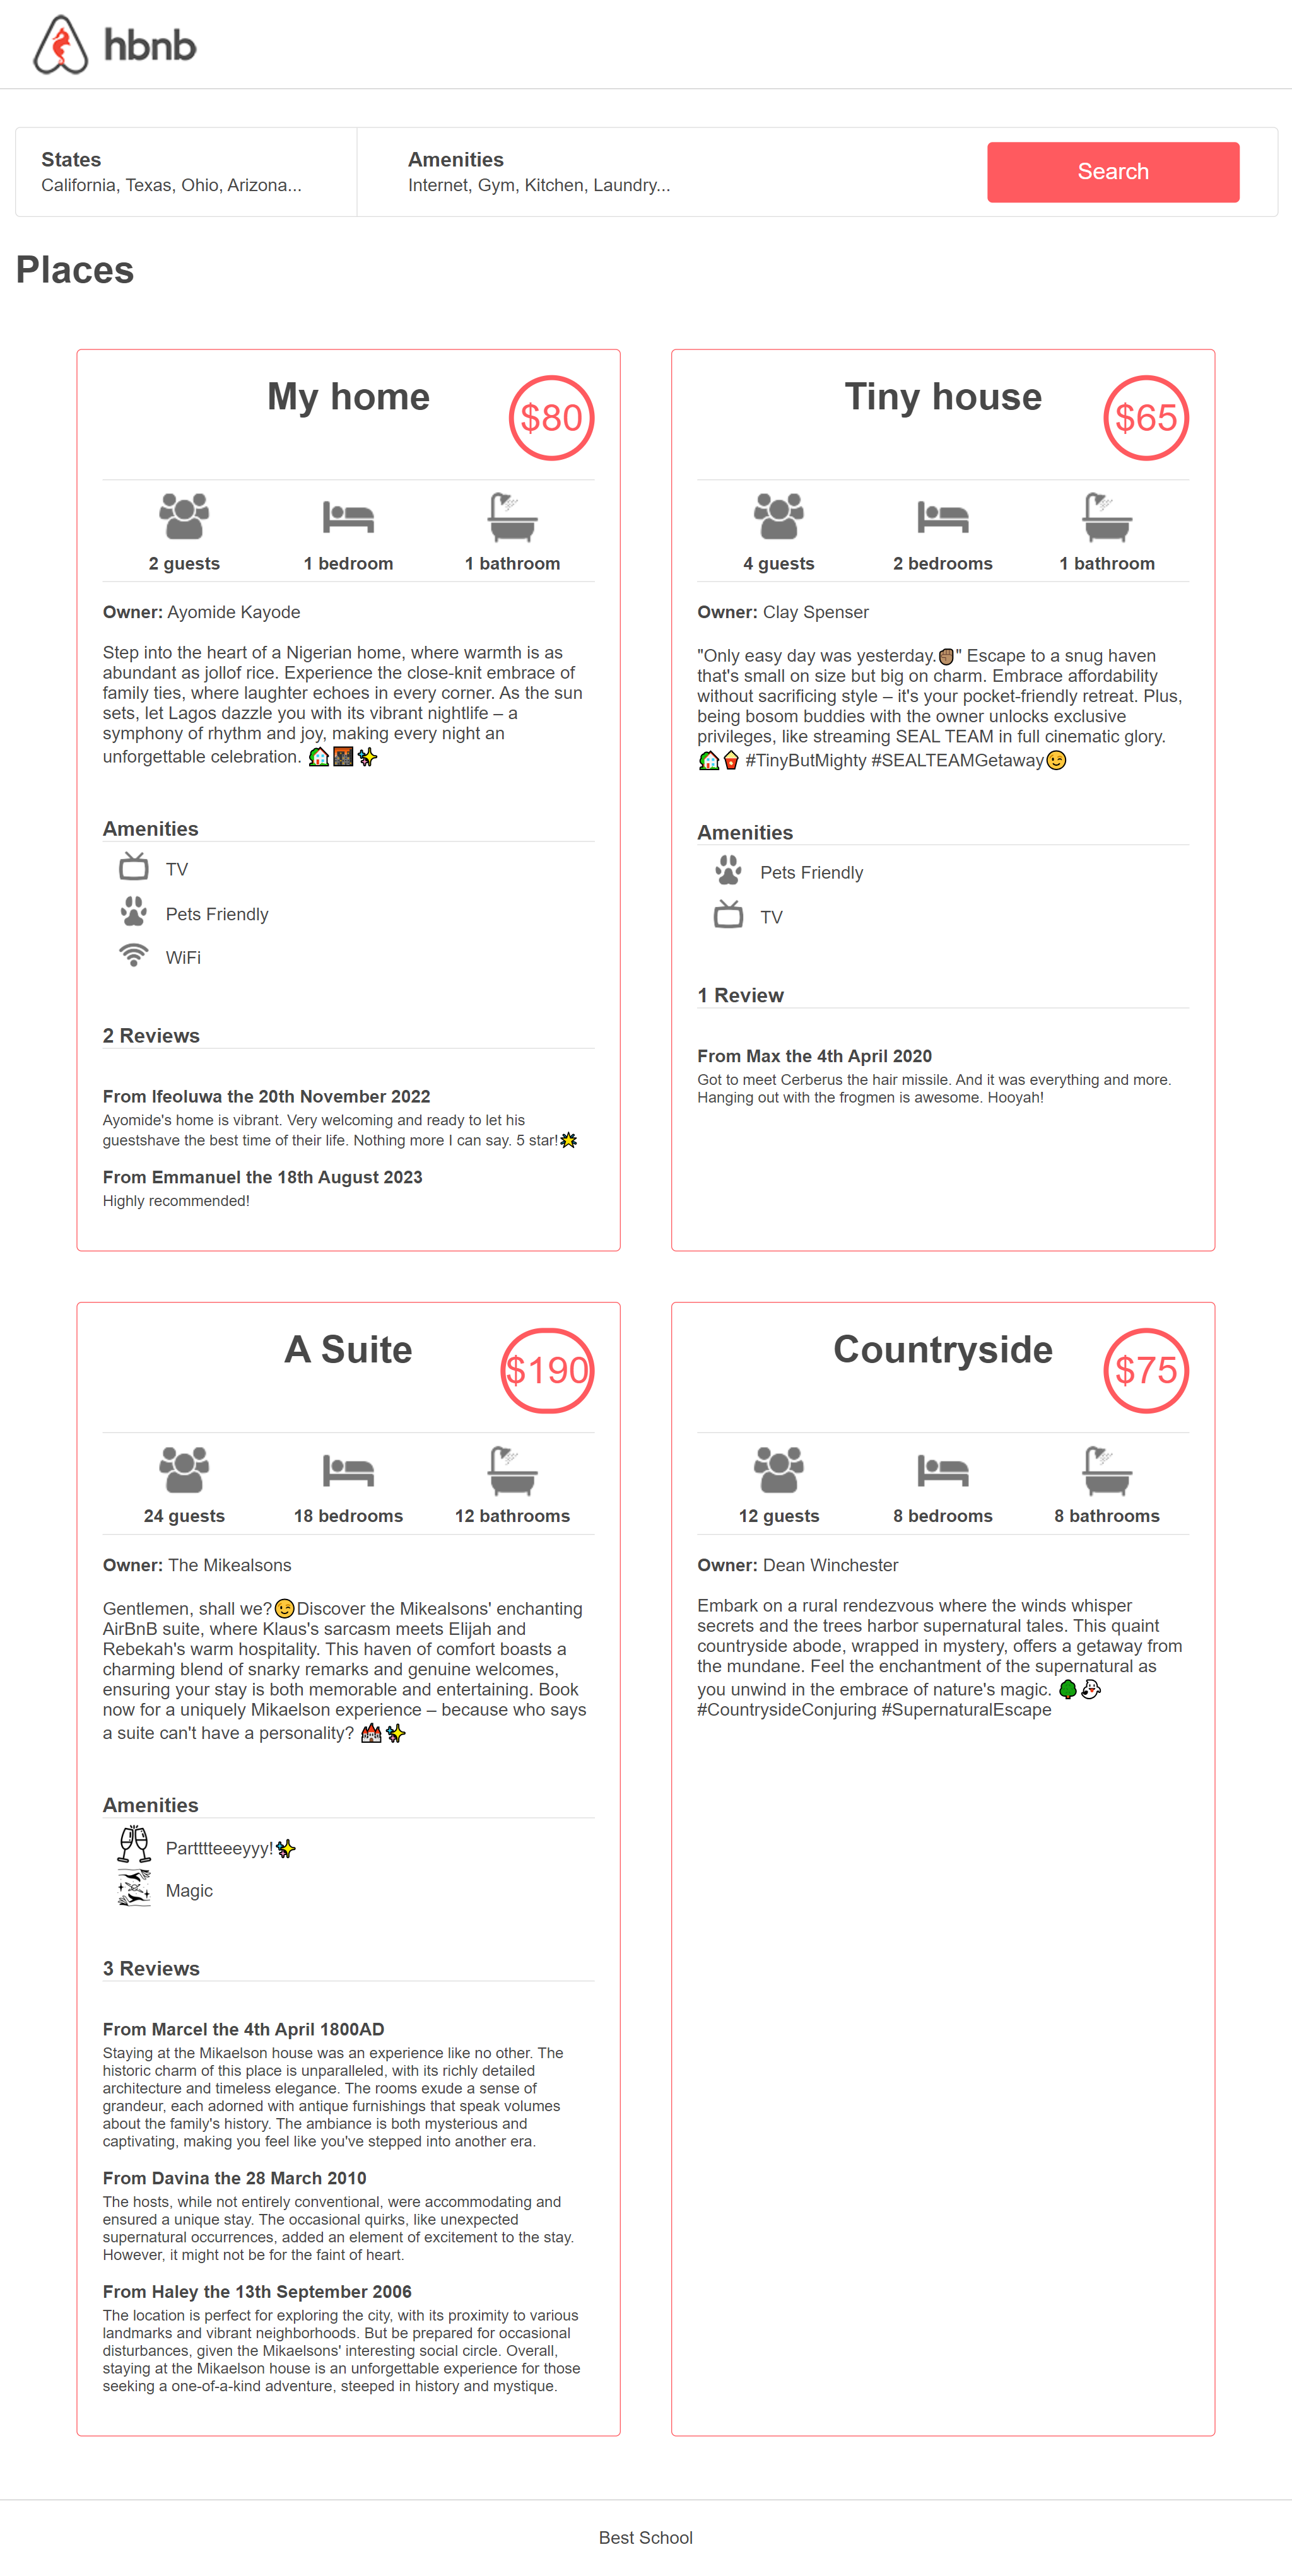 hbnb
States
California, Texas, Ohio, Arizona...
Amenities
Internet, Gym, Kitchen, Laundry...
Search
Places
My home
$80
2 guests
1 bedroom
1 bathroom
Owner: Ayomide Kayode
Step into the heart of a Nigerian home, where warmth is as
abundant as jollof rice. Experience the close-knit embrace of
family ties, where laughter echoes in every corner. As the sun
sets, let Lagos dazzle you with its vibrant nightlife – a
symphony of rhythm and joy, making every night an
unforgettable celebration. 🏡🌃✨
Amenities
TV
Pets Friendly
WiFi
2 Reviews
From Ifeoluwa the 20th November 2022
Ayomide's home is vibrant. Very welcoming and ready to let his
guestshave the best time of their life. Nothing more I can say. 5 star!🌟
From Emmanuel the 18th August 2023
Highly recommended!
Tiny house
$65
4 guests
2 bedrooms
1 bathroom
Owner: Clay Spenser
"Only easy day was yesterday.✊🏾" Escape to a snug haven
that's small on size but big on charm. Embrace affordability
without sacrificing style – it's your pocket-friendly retreat. Plus,
being bosom buddies with the owner unlocks exclusive
privileges, like streaming SEAL TEAM in full cinematic glory.
🏡🍿 #TinyButMighty #SEALTEAMGetaway😉
Amenities
Pets Friendly
TV
1 Review
From Max the 4th April 2020
Got to meet Cerberus the hair missile. And it was everything and more.
Hanging out with the frogmen is awesome. Hooyah!
A Suite
$190
24 guests
18 bedrooms
12 bathrooms
Owner: The Mikealsons
Gentlemen, shall we?😉Discover the Mikealsons' enchanting
AirBnB suite, where Klaus's sarcasm meets Elijah and
Rebekah's warm hospitality. This haven of comfort boasts a
charming blend of snarky remarks and genuine welcomes,
ensuring your stay is both memorable and entertaining. Book
now for a uniquely Mikaelson experience – because who says
a suite can't have a personality? 🏰✨
Amenities
Partttteeeyyy!✨
Magic
3 Reviews
From Marcel the 4th April 1800AD
Staying at the Mikaelson house was an experience like no other. The
historic charm of this place is unparalleled, with its richly detailed
architecture and timeless elegance. The rooms exude a sense of
grandeur, each adorned with antique furnishings that speak volumes
about the family's history. The ambiance is both mysterious and
captivating, making you feel like you've stepped into another era.
From Davina the 28 March 2010
The hosts, while not entirely conventional, were accommodating and
ensured a unique stay. The occasional quirks, like unexpected
supernatural occurrences, added an element of excitement to the stay.
However, it might not be for the faint of heart.
From Haley the 13th September 2006
The location is perfect for exploring the city, with its proximity to various
landmarks and vibrant neighborhoods. But be prepared for occasional
disturbances, given the Mikaelsons' interesting social circle. Overall,
staying at the Mikaelson house is an unforgettable experience for those
seeking a one-of-a-kind adventure, steeped in history and mystique.
Countryside
$75
12 guests
8 bedrooms
8 bathrooms
Owner: Dean Winchester
Embark on a rural rendezvous where the winds whisper
secrets and the trees harbor supernatural tales. This quaint
countryside abode, wrapped in mystery, offers a getaway from
the mundane. Feel the enchantment of the supernatural as
you unwind in the embrace of nature's magic. 🌳👻
#CountrysideConjuring #SupernaturalEscape
Best School